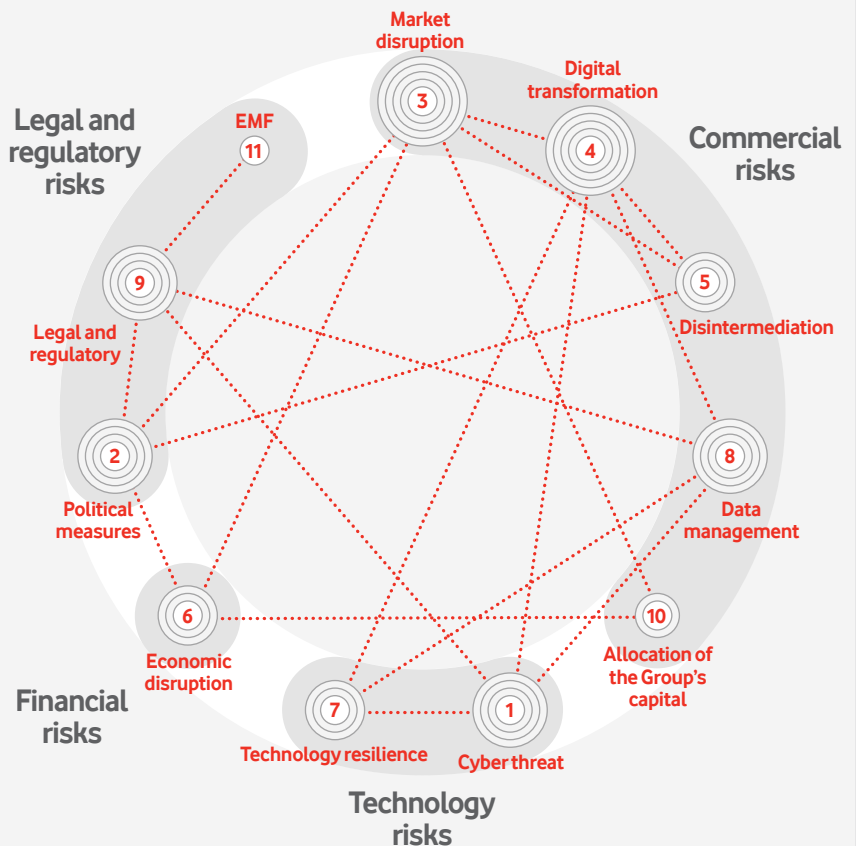 Market
disruption
3
Digital
transformation
4
Commercial
risks
5
Disintermediation
8
Data
management
10
Allocation of
the Group's
capital
1
Cyber threat
7
Technology resilience
Technology
risks
6
Economic
disruption
Financial
risks
2
Political
measures
9
Legal and
regulatory
EMF
11
Legal and
regulatory
risks